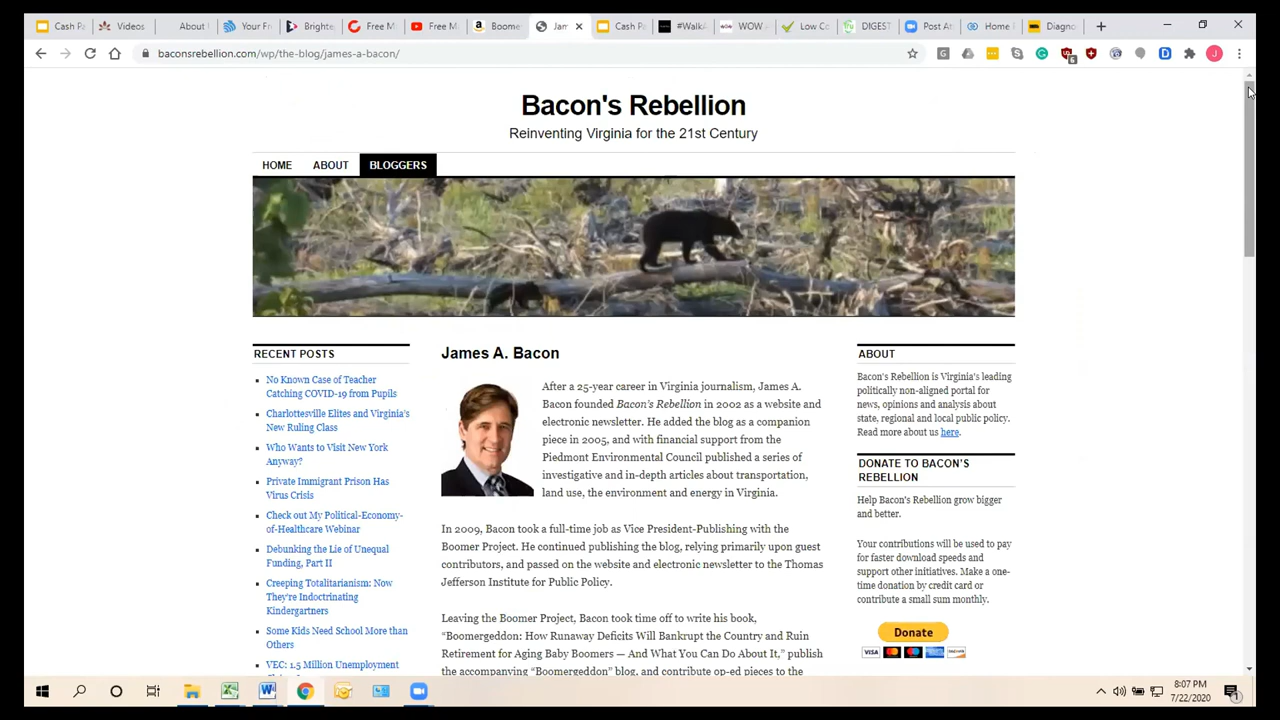 Cash P
Videos
About
Your F
Brighte
Free M
Free M
Boome
Jam
Cash P
#WalkA
WOW
Low Co
DIGEST
Post At
Home
Diagno
baconsrebellion.com/wp/the-blog/james-a-bacon/
Bacon's Rebellion
Reinventing Virginia for the 21st Century
HOME ABOUT BLOGGERS
RECENT POSTS
No Known Case of Teacher
Catching COVID-19 from Pupils
Charlottesville Elites and Virginia's
New Ruling Class
Who Wants to Visit New York
Anyway?
Private Immigrant Prison Has
Virus Crisis
Check out My Political-Economy-
of-Healthcare Webinar
Debunking the Lie of Unequal
Funding, Part II
Creeping Totalitarianism: Now
They're Indoctrinating
Kindergartners
Some Kids Need School More than
Others
VEC: 1.5 Million Unemployment
James A. Bacon
After a 25-year career in Virginia journalism, James A.
Bacon founded Bacon's Rebellion in 2002 as a website and
electronic newsletter. He added the blog as a companion
piece in 2005, and with financial support from the
Piedmont Environmental Council published a series of
investigative and in-depth articles about transportation,
land use, the environment and energy in Virginia.
In 2009, Bacon took a full-time job as Vice President-Publishing with the
Boomer Project. He continued publishing the blog, relying primarily upon guest
contributors, and passed on the website and electronic newsletter to the Thomas
Jefferson Institute for Public Policy.
Leaving the Boomer Project, Bacon took time off to write his book,
“Boomergeddon: How Runaway Deficits Will Bankrupt the Country and Ruin
Retirement for Aging Baby Boomers — And What You Can Do About It,” publish
the accompanying “Boomergeddon” blog, and contribute op-ed pieces to the
ABOUT
Bacon's Rebellion is Virginia's leading
politically non-aligned portal for
news, opinions and analysis about
state, regional and local public policy.
Read more about us here.
DONATE TO BACON'S
REBELLION
Help Bacon's Rebellion grow bigger
and better.
Your contributions will be used to pay
for faster download speeds and
support other initiatives. Make a one-
time donation by credit card or
contribute a small sum monthly.
Donate
VISA
8:07 PM
7/22/2020